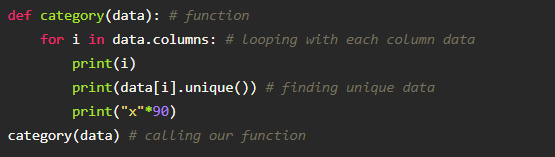 def category(data): # function
    for i in data.columns: # looping with each column data
        print(i)
        print(data[i].unique()) # finding unique data
        print("x"*90)
category(data) # calling our function